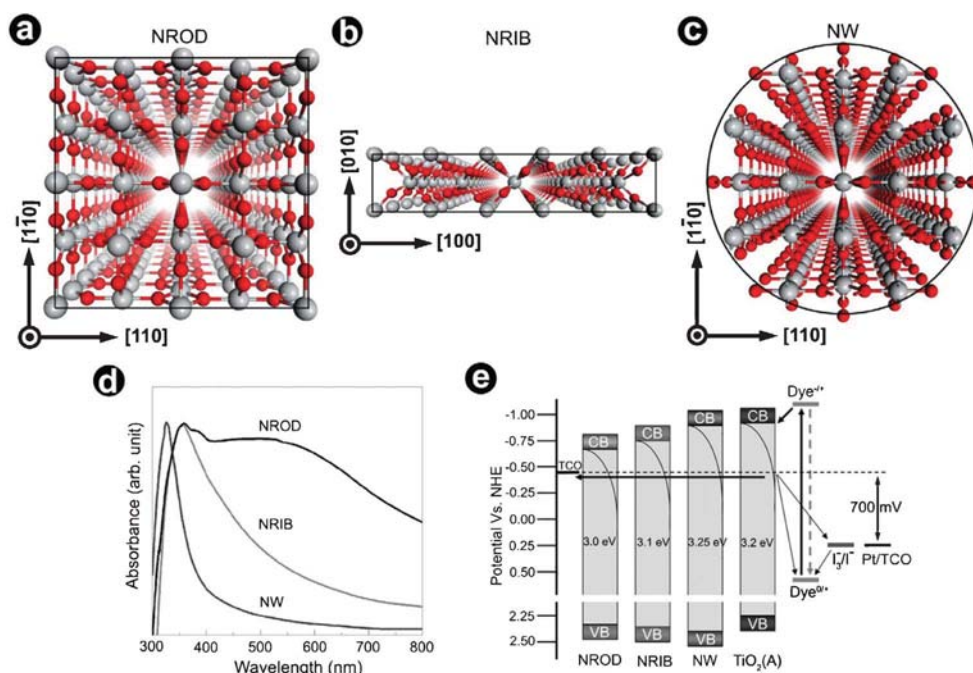 a
NROD
[11̅0]
[110]
b
NRIB
[010]
[100]
c
NW
[11̅0]
[110]
d
Absorbance (arb. unit)
NROD
NRIB
NW
300 400 500 600 700 800
Wavelength (nm)
e
Potential Vs. NHE
-1.00
-0.75
-0.50
-0.25
0.00
0.25
0.50
2.25
2.50
TCO
CB CB CB CB
3.0 eV 3.1 eV 3.25 eV 3.2 eV
VB VB VB VB
NROD NRIB NW TiO₂(A)
Dye*/+
700 mV
I₃⁻/I⁻ Pt/TCO
Dye⁰/⁺